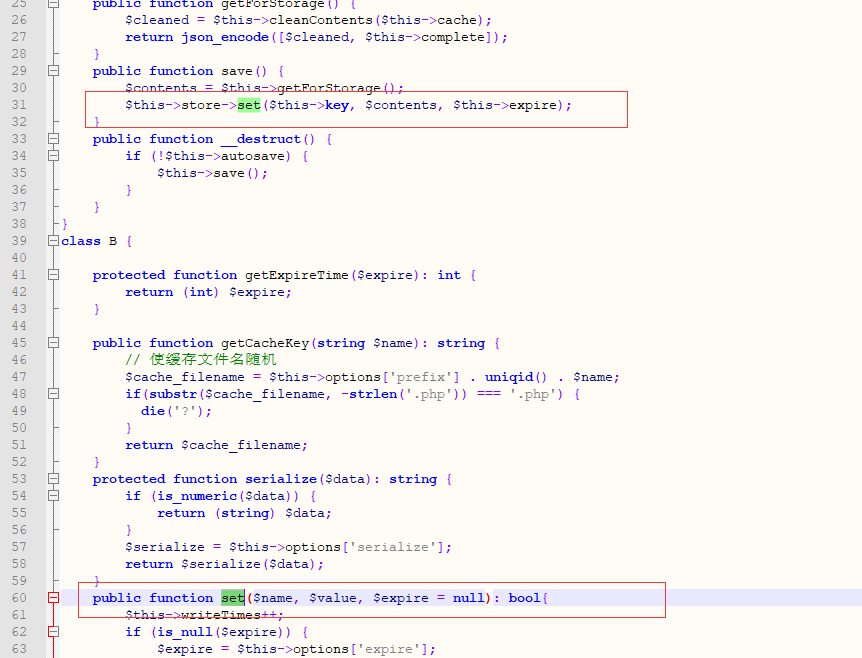 25 public function getForStorage() {
26 $cleaned = $this->cleanContents($this->cache);
27 return json_encode([$cleaned, $this->complete]);
28 }
29 public function save() {
30 $contents = $this->getForStorage();
31 $this->store->set($this->key, $contents, $this->expire);
32 }
33 public function __destruct() {
34 if (!$this->autosave) {
35 $this->save();
36 }
37 }
38 }
39 class B {
40
41 protected function getExpireTime($expire): int {
42 return (int) $expire;
43 }
44
45 public function getCacheKey(string $name): string {
46 // 使缓存文件名随机
47 $cache_filename = $this->options['prefix'] . uniqid() . $name;
48 if(substr($cache_filename, -strlen('.php')) === '.php') {
49 die('?');
50 }
51 return $cache_filename;
52 }
53 protected function serialize($data): string {
54 if (is_numeric($data)) {
55 return (string) $data;
56 }
57 $serialize = $this->options['serialize'];
58 return $serialize($data);
59 }
60 public function set($name, $value, $expire = null): bool{
61 $this->writeTimes++;
62 if (is_null($expire)) {
63 $expire = $this->options['expire'];